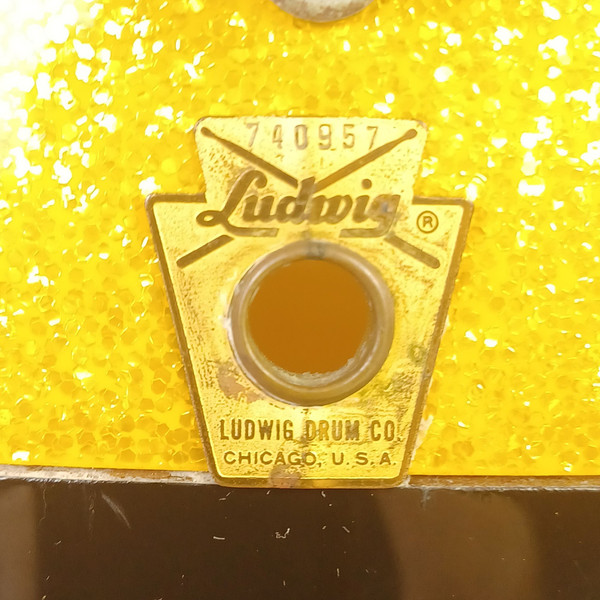 740957
Ludwig ®
LUDWIG DRUM CO.
CHICAGO, U.S.A.